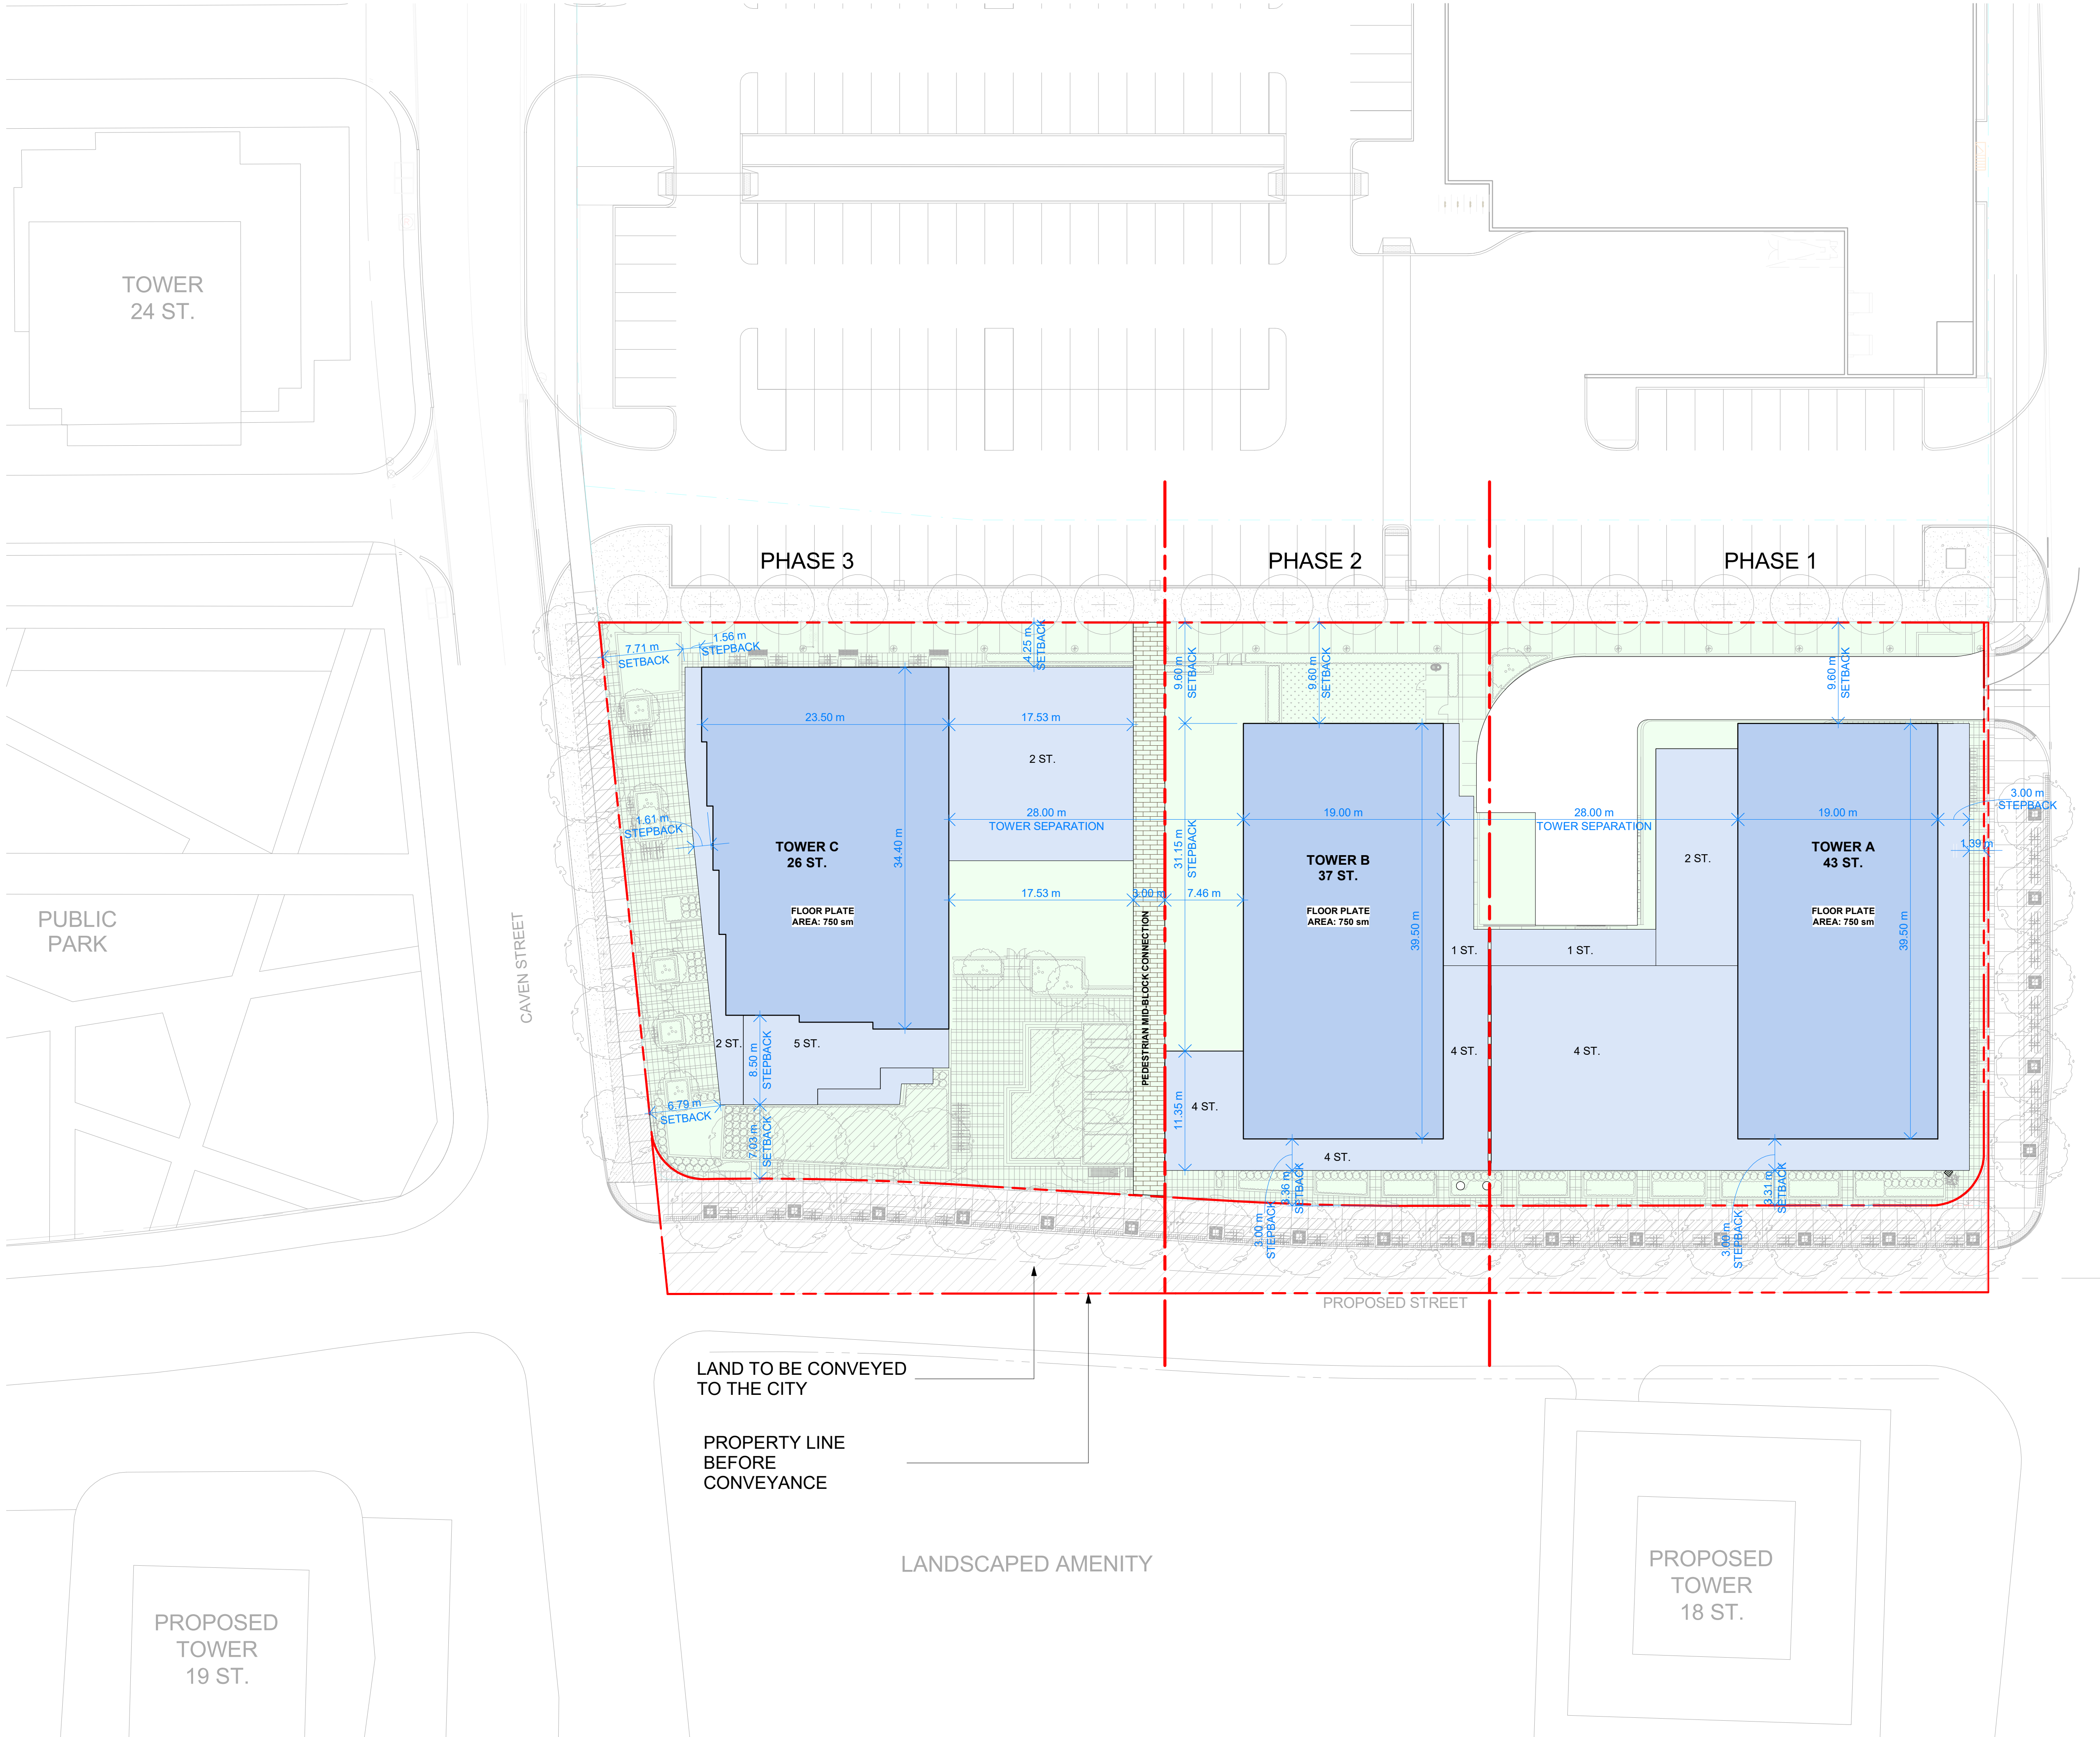 TOWER
24 ST.
PHASE 3
PHASE 2
PHASE 1
7.71 m
SETBACK
1.56 m
STEPBACK
4.25 m
SETBACK
9.60 m
SETBACK
9.60 m
SETBACK
9.60 m
SETBACK
23.50 m
17.53 m
2 ST.
28.00 m
TOWER SEPARATION
19.00 m
28.00 m
TOWER SEPARATION
19.00 m
3.00 m
STEPBACK
1.61 m
STEPBACK
TOWER C
26 ST.
34.40 m
31.15 m
STEPBACK
TOWER B
37 ST.
2 ST.
TOWER A
43 ST.
1.39 m
17.53 m
3.00 m
7.46 m
FLOOR PLATE
AREA: 750 sm
FLOOR PLATE
AREA: 750 sm
FLOOR PLATE
AREA: 750 sm
39.50 m
39.50 m
PUBLIC
PARK
CAVEN STREET
PEDESTRIAN MID-BLOCK CONNECTION
1 ST.
1 ST.
2 ST.
5 ST.
8.50 m
STEPBACK
4 ST.
4 ST.
6.79 m
SETBACK
7.03 m
SETBACK
11.35 m
4 ST.
4 ST.
3.36 m
SETBACK
3.00 m
STEPBACK
3.31 m
SETBACK
3.00 m
STEPBACK
PROPOSED STREET
LAND TO BE CONVEYED
TO THE CITY
PROPERTY LINE
BEFORE
CONVEYANCE
LANDSCAPED AMENITY
PROPOSED
TOWER
18 ST.
PROPOSED
TOWER
19 ST.